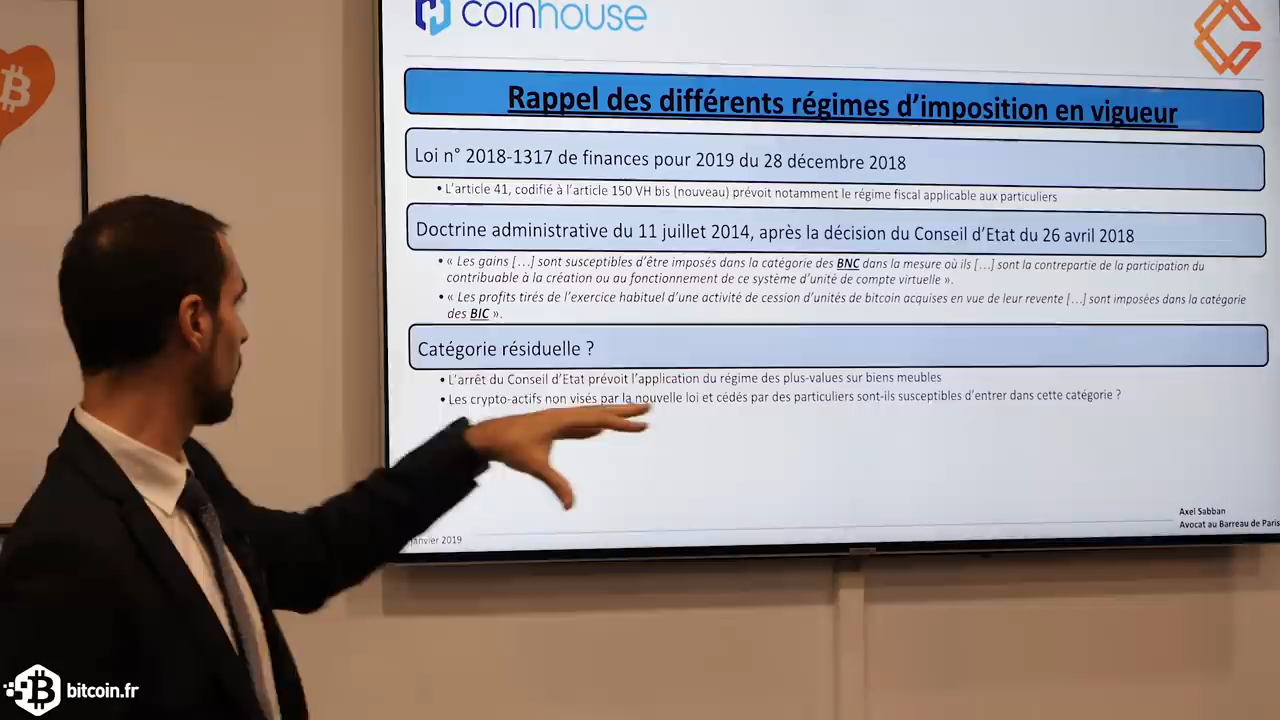 coinhouse
Rappel des différents régimes d’imposition en vigueur
Loi n° 2018-1317 de finances pour 2019 du 28 décembre 2018
• L’article 41, codifié à l’article 150 VH bis (nouveau) prévoit notamment le régime fiscal applicable aux particuliers
Doctrine administrative du 11 juillet 2014, après la décision du Conseil d’Etat du 26 avril 2018
• « Les gains […] sont susceptibles d’être imposés dans la catégorie des BNC dans la mesure où ils […] sont la contrepartie de la participation du
contribuable à la création ou au fonctionnement de ce système d’unité de compte virtuelle ».
• « Les profits tirés de l’exercice habituel d’une activité de cession d’unités de bitcoin acquises en vue de leur revente […] sont imposées dans la catégorie
des BIC ».
Catégorie résiduelle ?
• L’arrêt du Conseil d’Etat prévoit l’application du régime des plus-values sur biens meubles
• Les crypto-actifs non visés par la nouvelle loi et cédés par des particuliers sont-ils susceptibles d’entrer dans cette catégorie ?
Axel Sabban
Avocat au Barreau de Paris
janvier 2019
bitcoin.fr